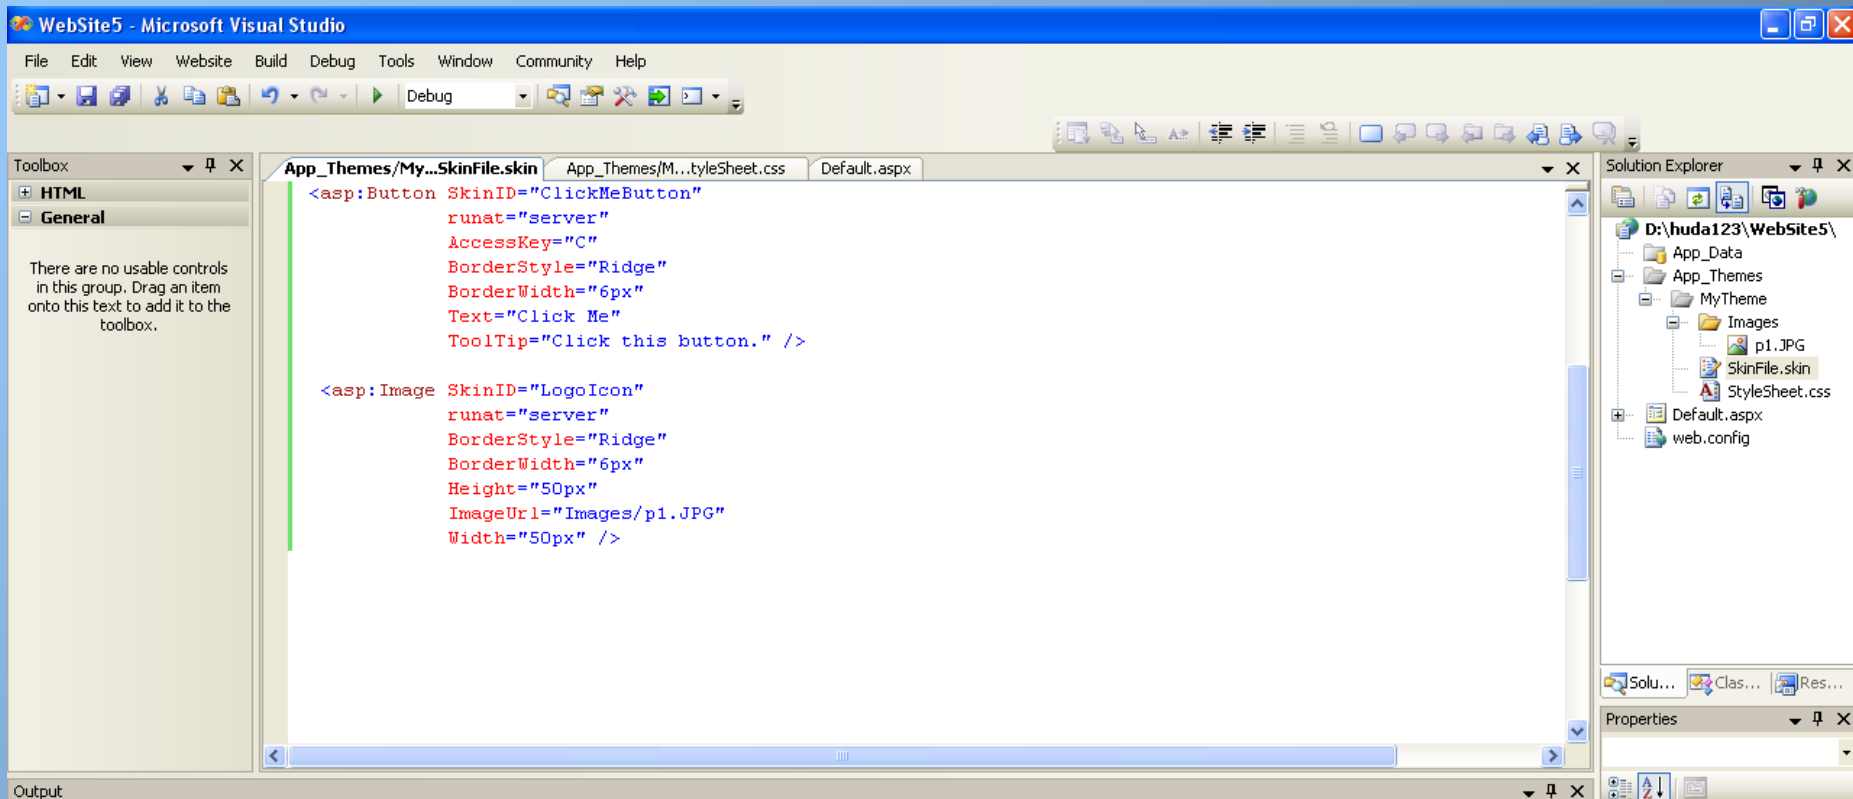 WebSite5 - Microsoft Visual Studio
File Edit View Website Build Debug Tools Window Community Help
Debug
Toolbox
HTML
General
There are no usable controls
in this group. Drag an item
onto this text to add it to the
toolbox.
App_Themes/My...SkinFile.skin App_Themes/M...tyleSheet.css Default.aspx
<asp:Button SkinID="ClickMeButton"
runat="server"
AccessKey="C"
BorderStyle="Ridge"
BorderWidth="6px"
Text="Click Me"
ToolTip="Click this button." />
<asp:Image SkinID="LogoIcon"
runat="server"
BorderStyle="Ridge"
BorderWidth="6px"
Height="50px"
ImageUrl="Images/p1.JPG"
Width="50px" />
Solution Explorer
D:\huda123\WebSite5\
App_Data
App_Themes
MyTheme
Images
p1.JPG
SkinFile.skin
StyleSheet.css
Default.aspx
web.config
Solu... Clas... Res...
Properties
Output